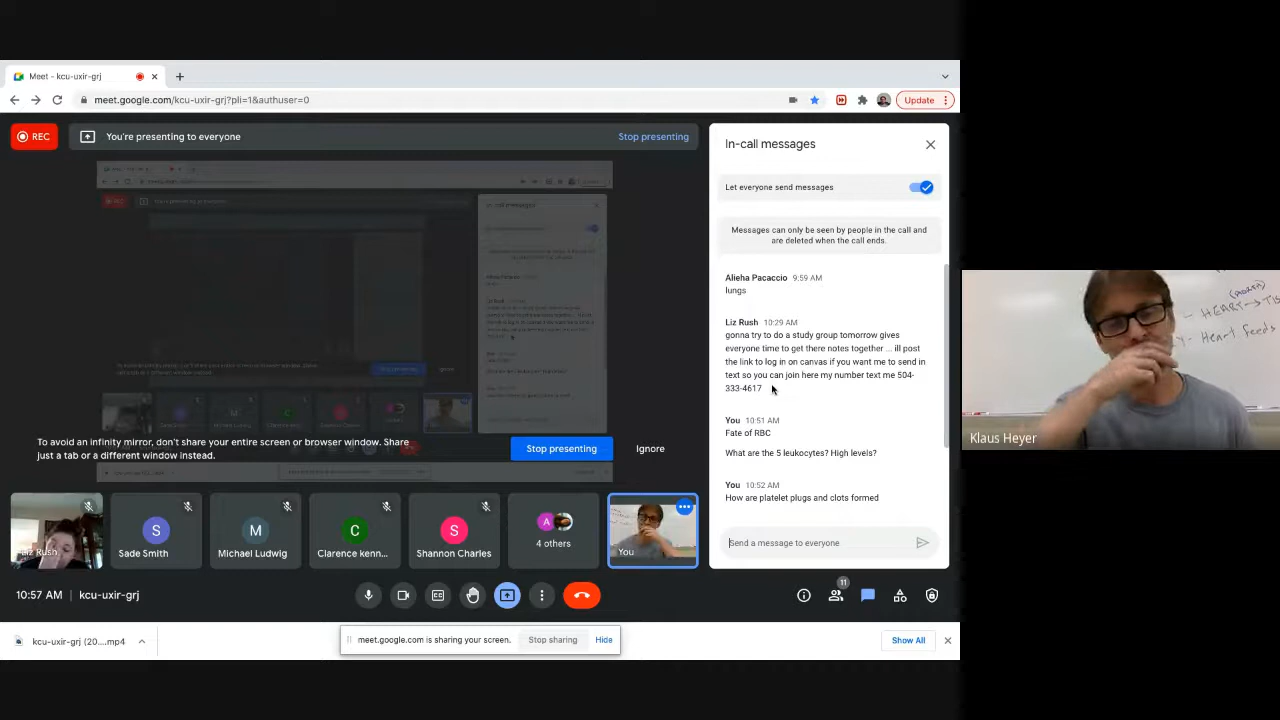 Meet - kcu-uxir-grj
meet.google.com/kcu-uxir-grj?pli=1&authuser=0
Update
REC
You're presenting to everyone
Stop presenting
In-call messages
Let everyone send messages
Messages can only be seen by people in the call and
are deleted when the call ends.
Alieha Pacaccio 9:59 AM
lungs
Liz Rush 10:29 AM
gonna try to do a study group tomorrow gives
everyone time to get there notes together ... ill post
the link to log in on canvas if you want me to send in
text so you can join here my number text me 504-
333-4617
You 10:51 AM
Fate of RBC
What are the 5 leukocytes? High levels?
You 10:52 AM
How are platelet plugs and clots formed
Send a message to everyone
To avoid an infinity mirror, don't share your entire screen or browser window. Share
just a tab or a different window instead.
Stop presenting
Ignore
Liz Rush
S
Sade Smith
M
Michael Ludwig
C
Clarence kenn...
S
Shannon Charles
A
4 others
You
10:57 AM | kcu-uxir-grj
11
kcu-uxir-grj (20....mp4
meet.google.com is sharing your screen.
Stop sharing
Hide
Show All
- HEART →
Heart feeds
Klaus Heyer